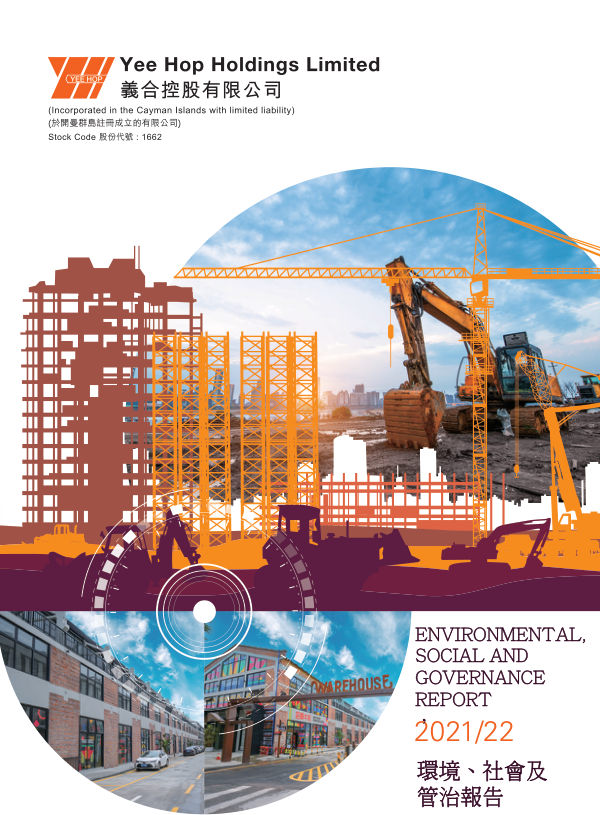 YEE HOP
Yee Hop Holdings Limited
義合控股有限公司
(Incorporated in the Cayman Islands with limited liability)
(於開曼群島註冊成立的有限公司)
Stock Code 股份代號 : 1662
WAREHOUSE
ENVIRONMENTAL,
SOCIAL AND
GOVERNANCE
REPORT
2021/22
環境、社會及
管治報告